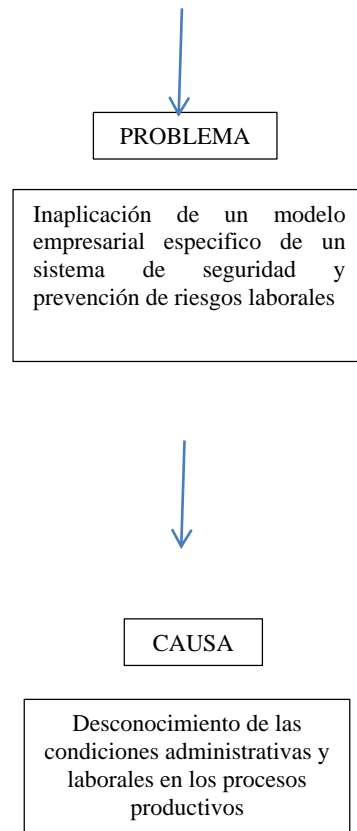 PROBLEMA
Inaplicación de un modelo
empresarial especifico de un
sistema de seguridad y
prevención de riesgos laborales
CAUSA
Desconocimiento de las
condiciones administrativas y
laborales en los procesos
productivos